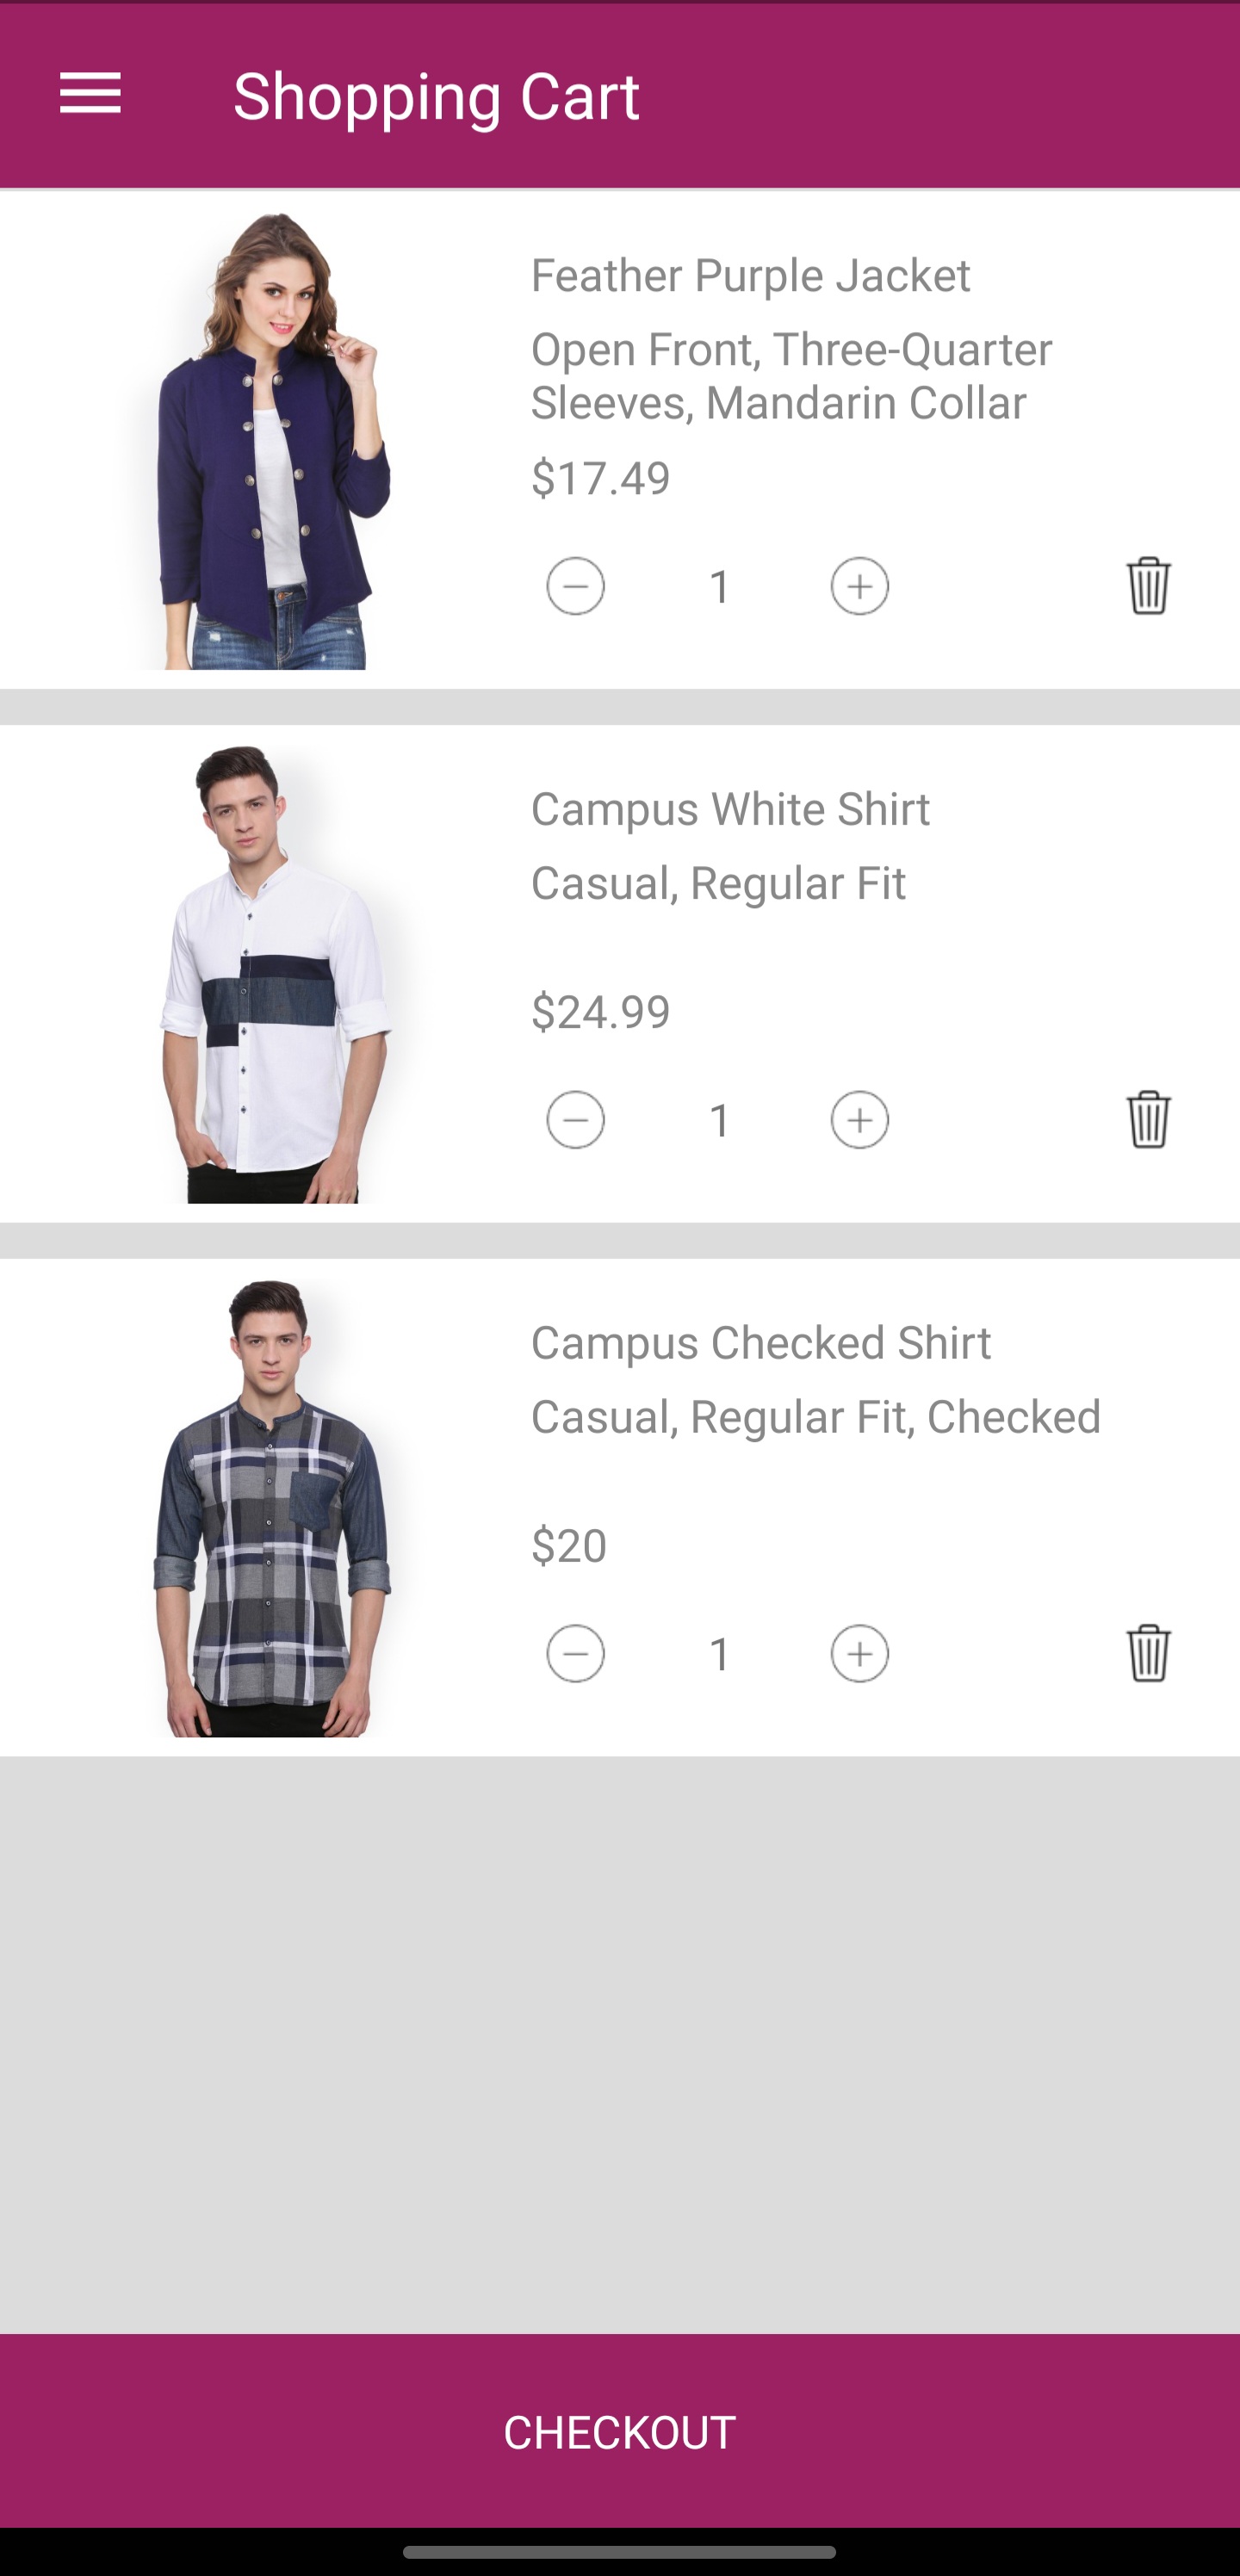 Shopping Cart
Feather Purple Jacket
Open Front, Three-Quarter
Sleeves, Mandarin Collar
$17.49
1
Campus White Shirt
Casual, Regular Fit
$24.99
1
Campus Checked Shirt
Casual, Regular Fit, Checked
$20
1
CHECKOUT